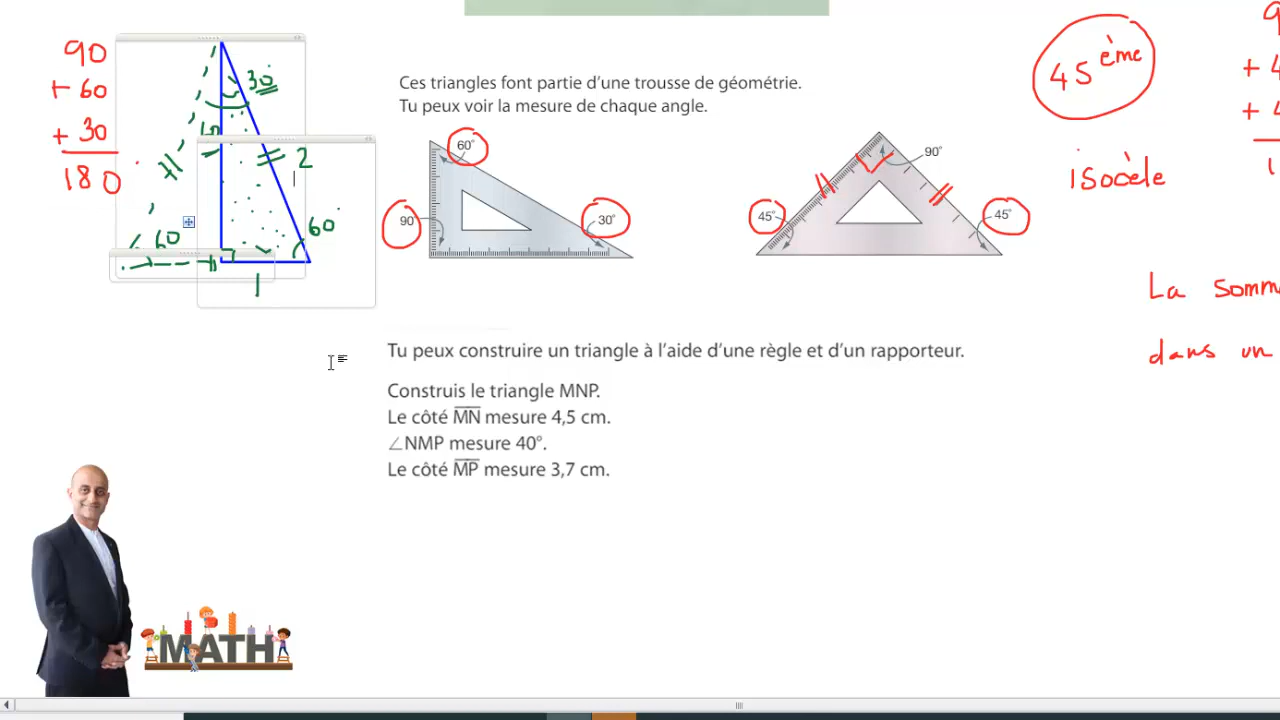 90
+ 60
+ 30
180
30
60
60
2
1
Ces triangles font partie d'une trousse de géométrie.
Tu peux voir la mesure de chaque angle.
60°
90°
30°
90°
45°
45°
45 ème
isocèle
La somm
dans un
Tu peux construire un triangle à l'aide d'une règle et d'un rapporteur.
Construis le triangle MNP.
Le côté MN mesure 4,5 cm.
∠NMP mesure 40°.
Le côté MP mesure 3,7 cm.
MATH